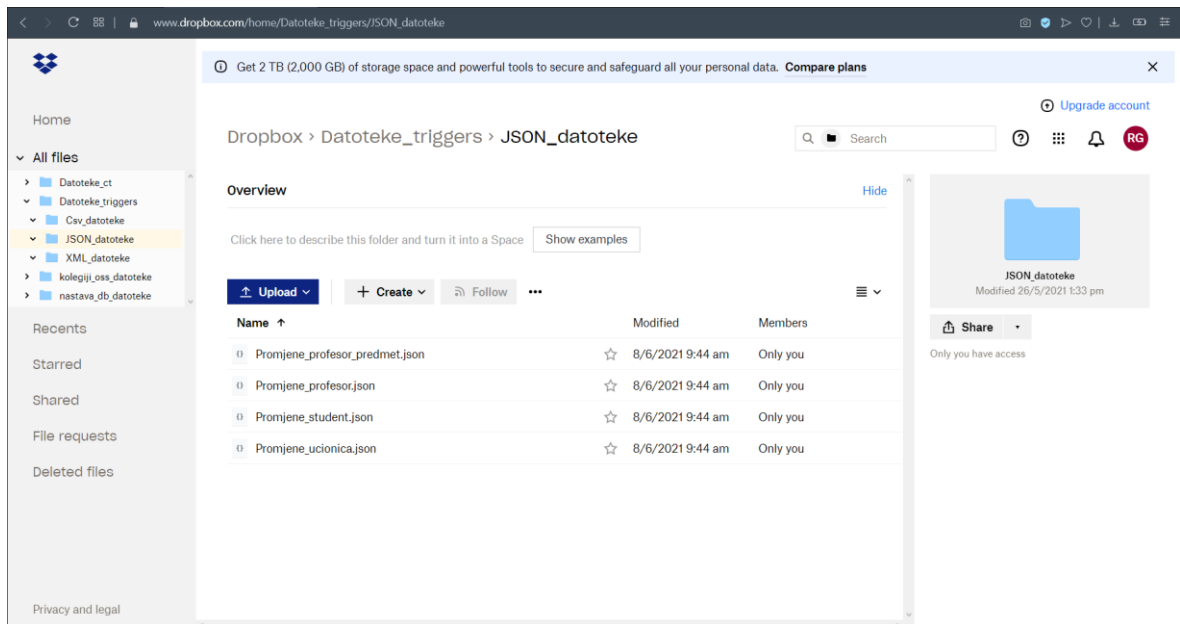 www.dropbox.com/home/Datoteke_triggers/JSON_datoteke
Get 2 TB (2,000 GB) of storage space and powerful tools to secure and safeguard all your personal data. Compare plans
Upgrade account
Home
All files
Datoteke_ct
Datoteke_triggers
Csv_datoteke
JSON_datoteke
XML_datoteke
kolegiji_oss_datoteke
nastava_db_datoteke
Recents
Starred
Shared
File requests
Deleted files
Privacy and legal
Dropbox › Datoteke_triggers › JSON_datoteke
Search
RG
Overview
Hide
Click here to describe this folder and turn it into a Space
Show examples
Upload
Create
Follow
Name Modified Members
Promjene_profesor_predmet.json 8/6/2021 9:44 am Only you
Promjene_profesor.json 8/6/2021 9:44 am Only you
Promjene_student.json 8/6/2021 9:44 am Only you
Promjene_ucionica.json 8/6/2021 9:44 am Only you
JSON_datoteke
Modified 26/5/2021 1:33 pm
Share
Only you have access